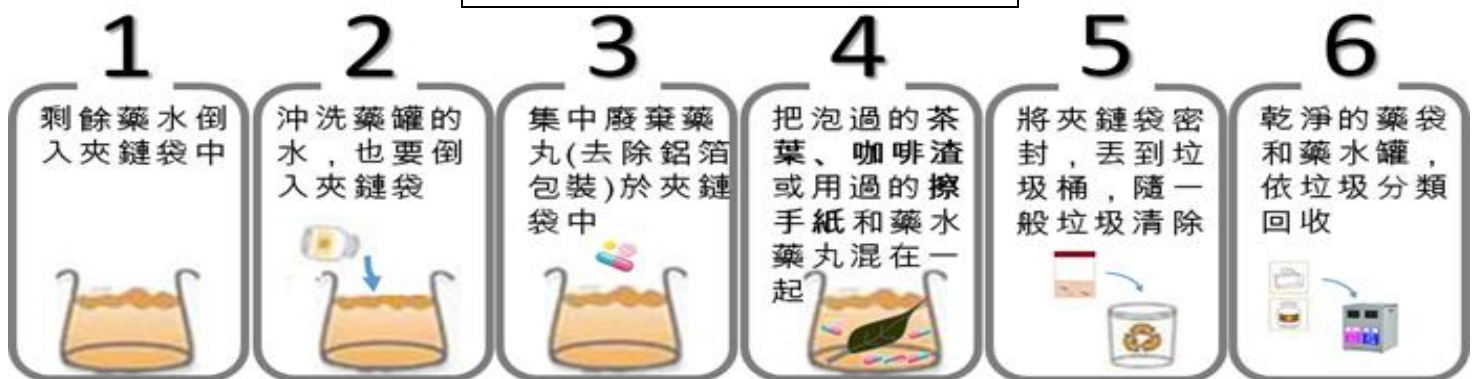 1
剩餘藥水倒
入夾鏈袋中
2
沖洗藥罐的
水，也要倒
入夾鏈袋
3
集中廢棄藥
丸(去除鋁箔
包裝)於夾鏈
袋中
4
把泡過的茶
葉、咖啡渣
或用過的擦
手紙和藥水
藥丸混在一
起
5
將夾鏈袋密
封，丟到垃
圾桶，隨一
般垃圾清除
6
乾淨的藥袋
和藥水罐，
依垃圾分類
回收